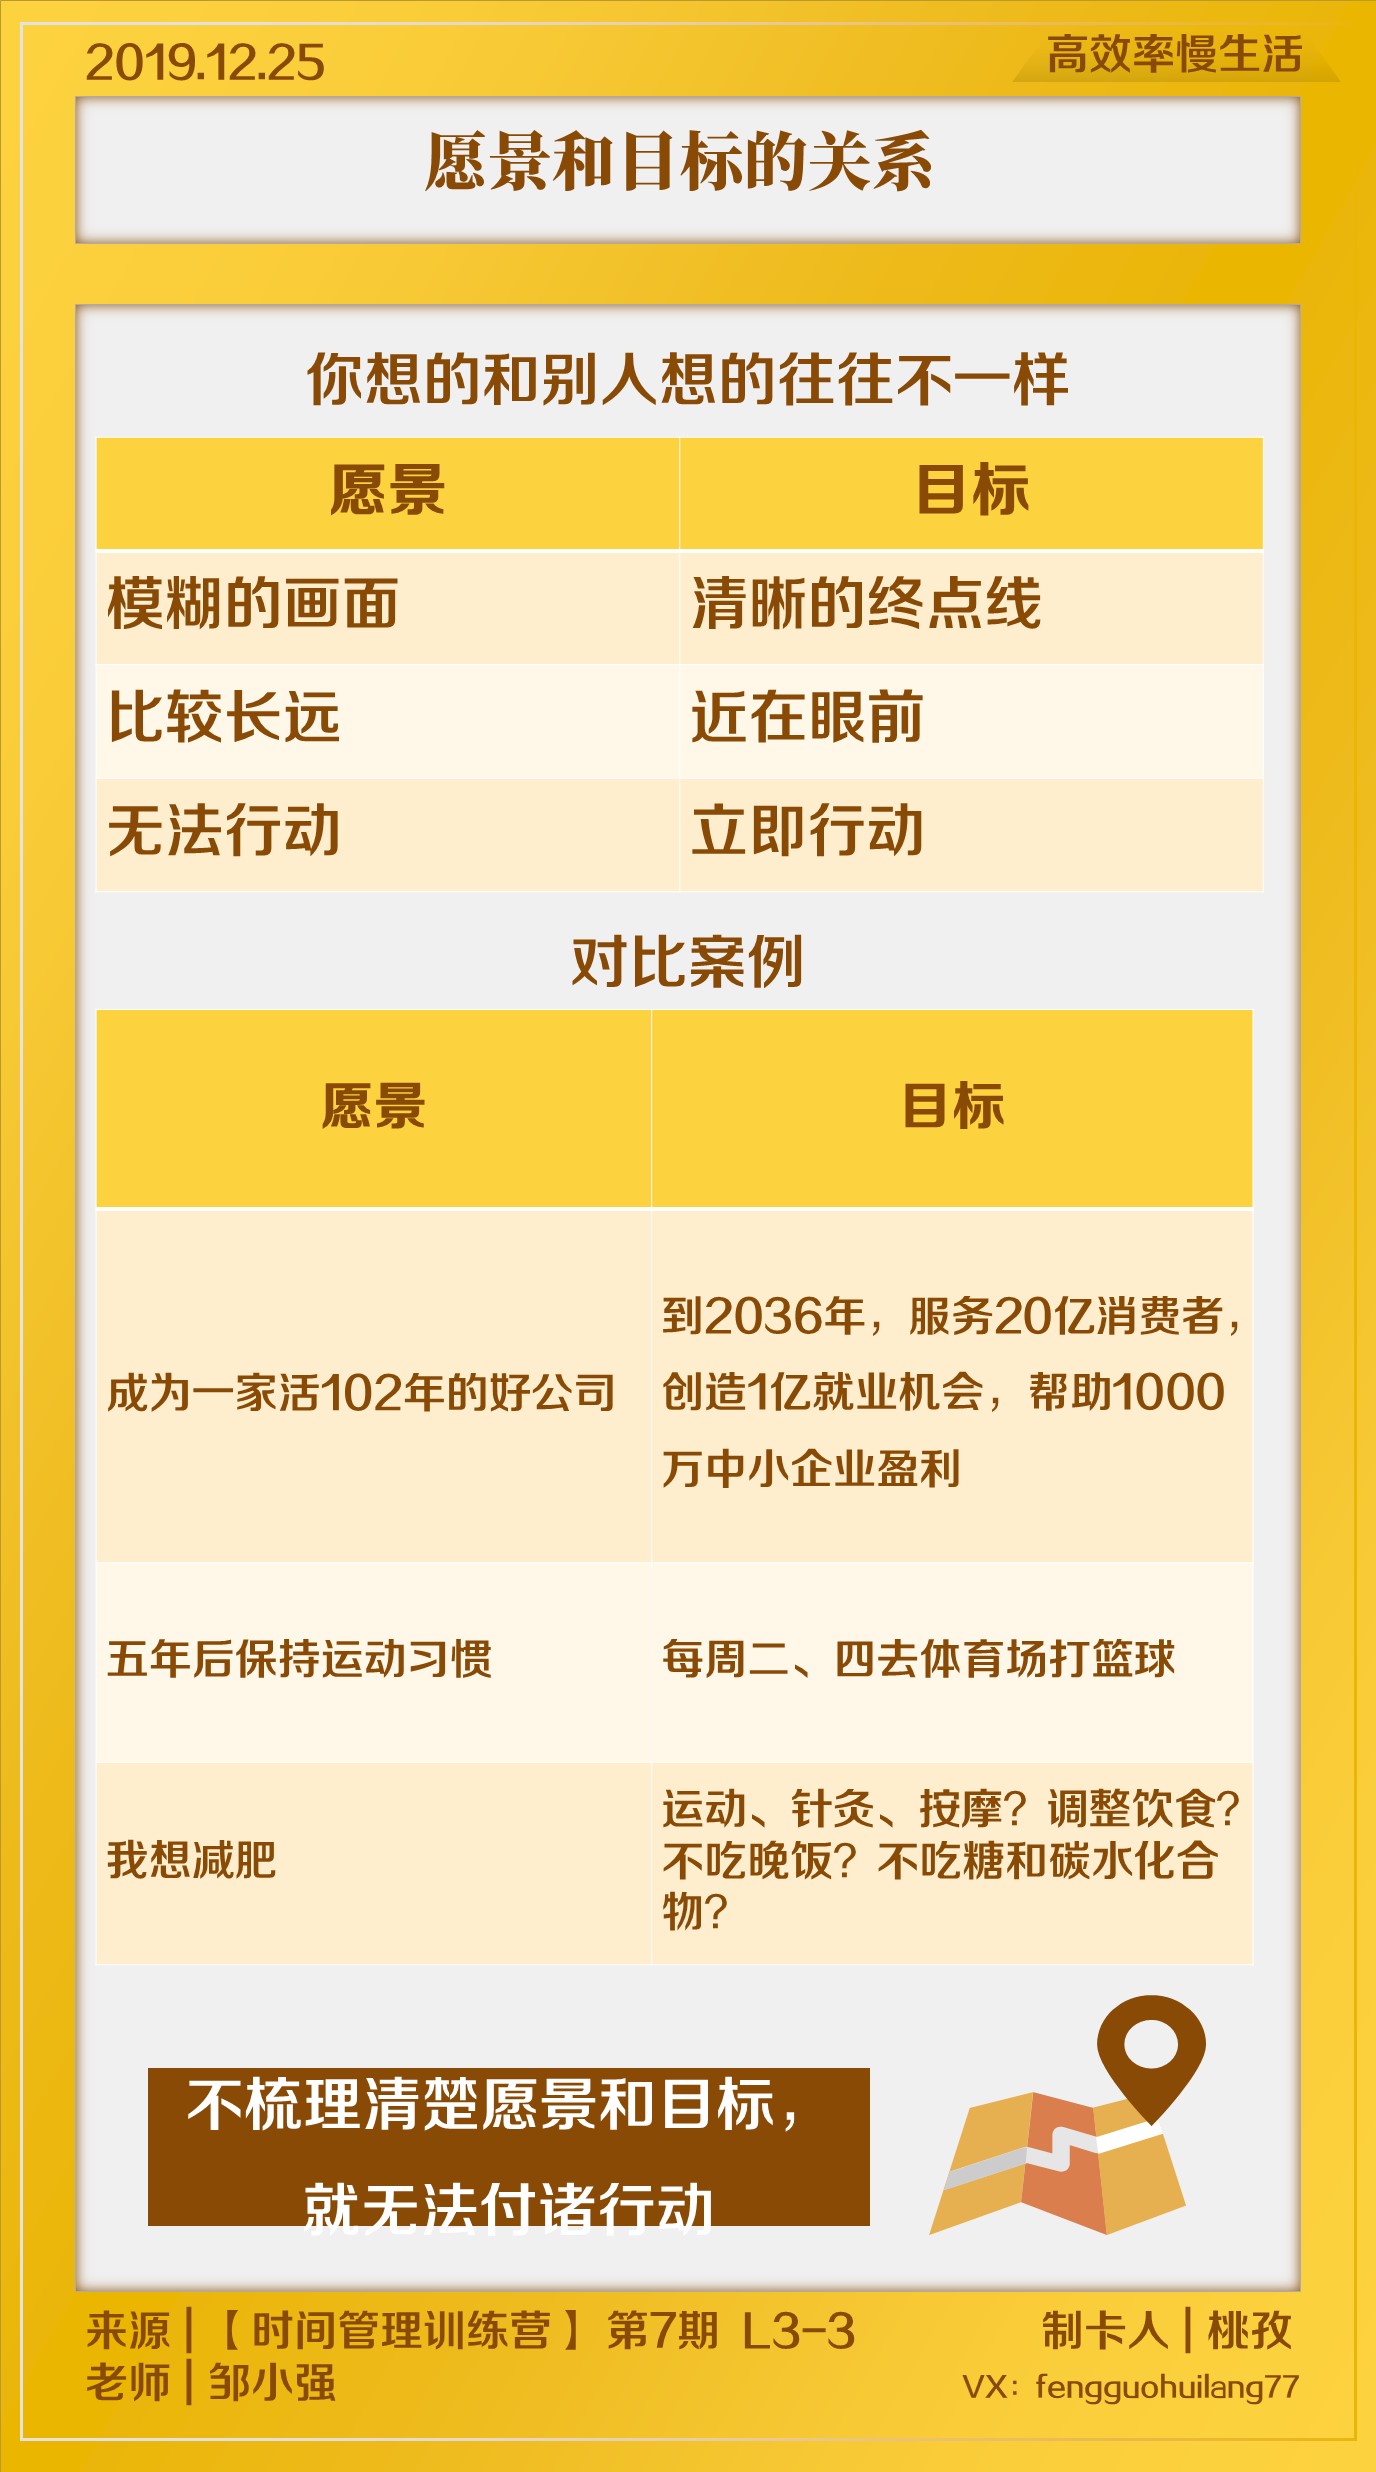 2019.12.25
高效率慢生活
愿景和目标的关系
你想的和别人想的往往不一样
愿景 目标
模糊的画面 清晰的终点线
比较长远 近在眼前
无法行动 立即行动
对比案例
愿景 目标
成为一家活102年的好公司
到2036年，服务20亿消费者，
创造1亿就业机会，帮助1000
万中小企业盈利
五年后保持运动习惯 每周二、四去体育场打篮球
我想减肥
运动、针灸、按摩？调整饮食？
不吃晚饭？不吃糖和碳水化合
物？
不梳理清楚愿景和目标，
就无法付诸行动
来源|【时间管理训练营】第7期 L3-3
老师|邹小强
制卡人|桃孜
VX：fengguohuilang77